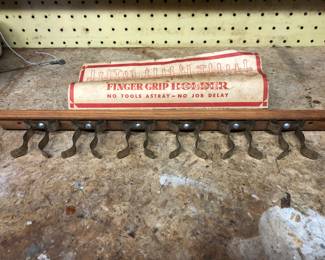 FINGER GRIP HOLDER
NO TOOLS ASTRAY - NO JOB DELAY